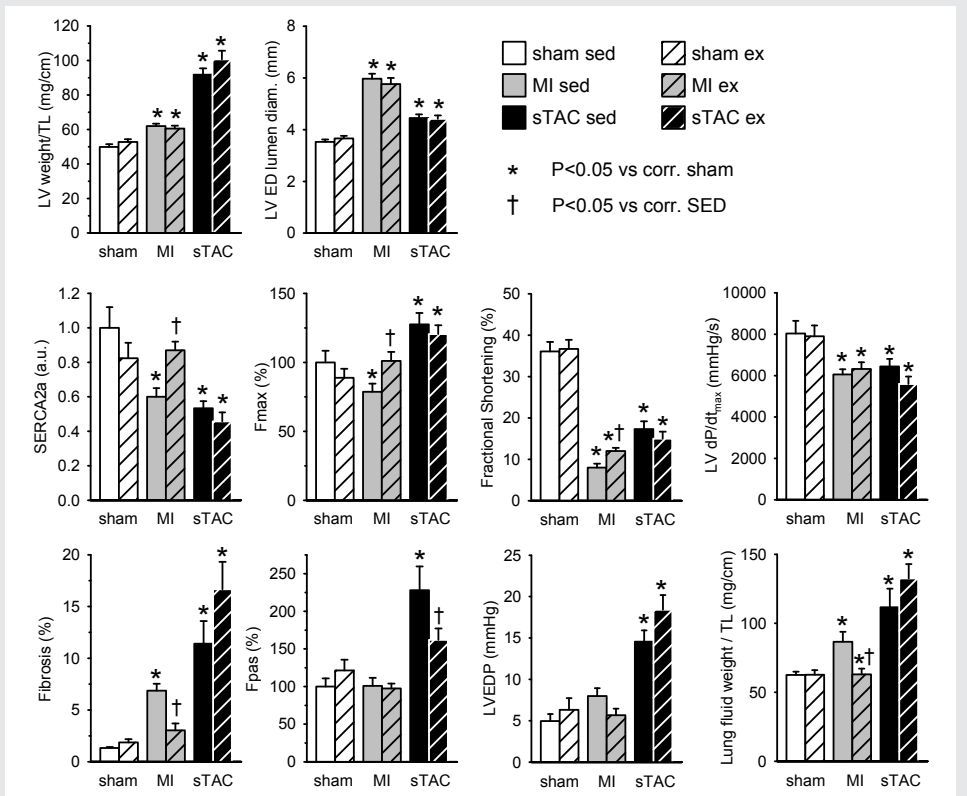 LV weight/TL (mg/cm)
120
100
80
60
40
20
0
* * * *
sham MI sTAC
LV ED lumen diam. (mm)
8
6
4
2
0
* * * *
sham MI sTAC
sham sed
sham ex
MI sed
MI ex
sTAC sed
sTAC ex
* P<0.05 vs corr. sham
† P<0.05 vs corr. SED
SERCA2a (a.u.)
1.2
1.0
0.8
0.6
0.4
0.2
0.0
* † * *
sham MI sTAC
Fmax (%)
150
100
50
0
* † * *
sham MI sTAC
Fractional Shortening (%)
50
40
30
20
10
0
* *† * *
sham MI sTAC
LV dP/dtmax (mmHg/s)
10000
8000
6000
4000
2000
0
* * * *
sham MI sTAC
Fibrosis (%)
20
15
10
5
0
* † * *
sham MI sTAC
Fpas (%)
250
200
150
100
50
0
* †
sham MI sTAC
LVEDP (mmHg)
25
20
15
10
5
0
* *
sham MI sTAC
Lung fluid weight / TL (mg/cm)
150
100
50
0
* *† * *
sham MI sTAC